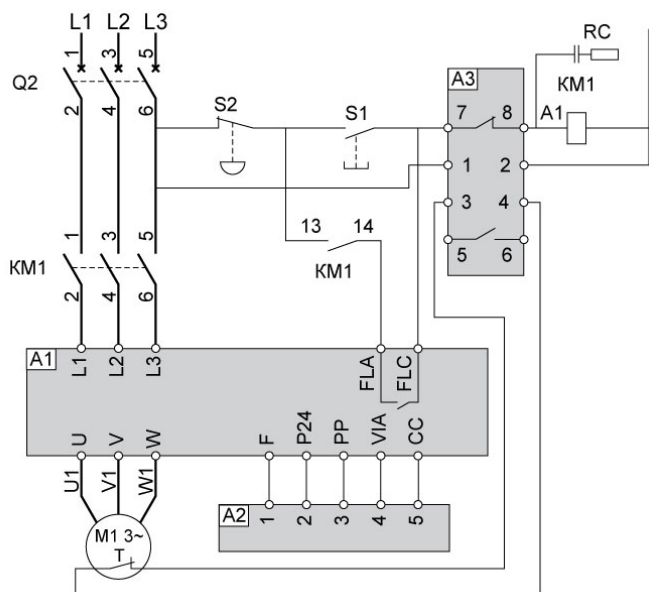 L1 L2 L3
1 3 5
Q2
2 4 6
S2 S1
RC
KM1
A3
7 8
A1
1 2
3 4
5 6
13 14
KM1
1 3 5
KM1
2 4 6
A1
L1 L2 L3
FLA FLC
U V W
F P24 PP VIA CC
U1 V1 W1
A2
1 2 3 4 5
M1 3~
T